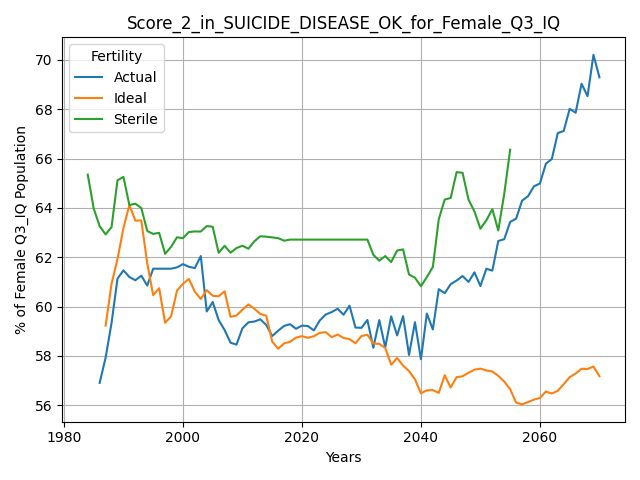 Score_2_in_SUICIDE_DISEASE_OK_for_Female_Q3_IQ
Fertility
Actual
Ideal
Sterile
% of Female Q3_IQ Population
70
68
66
64
62
60
58
56
1980
2000
2020
2040
2060
Years